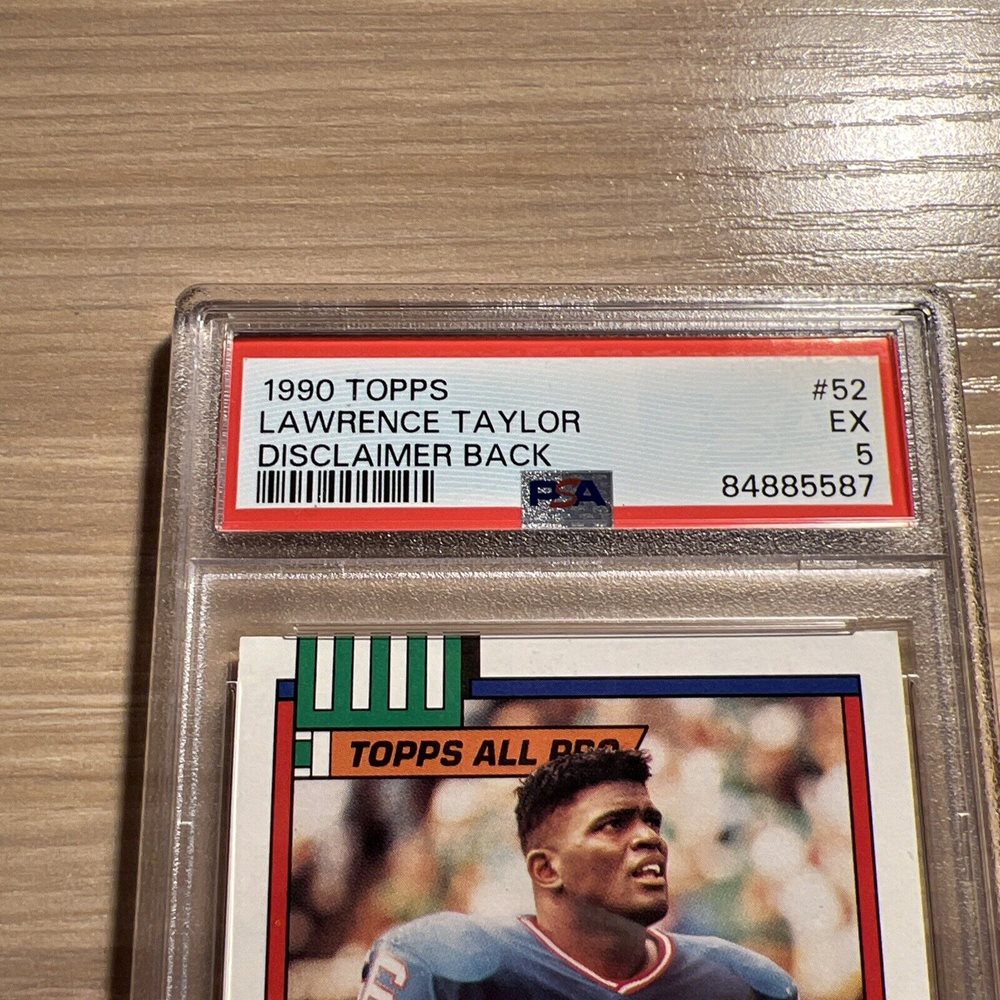 1990 TOPPS #52
LAWRENCE TAYLOR EX
DISCLAIMER BACK 5
PSA 84885587
TOPPS ALL PRO